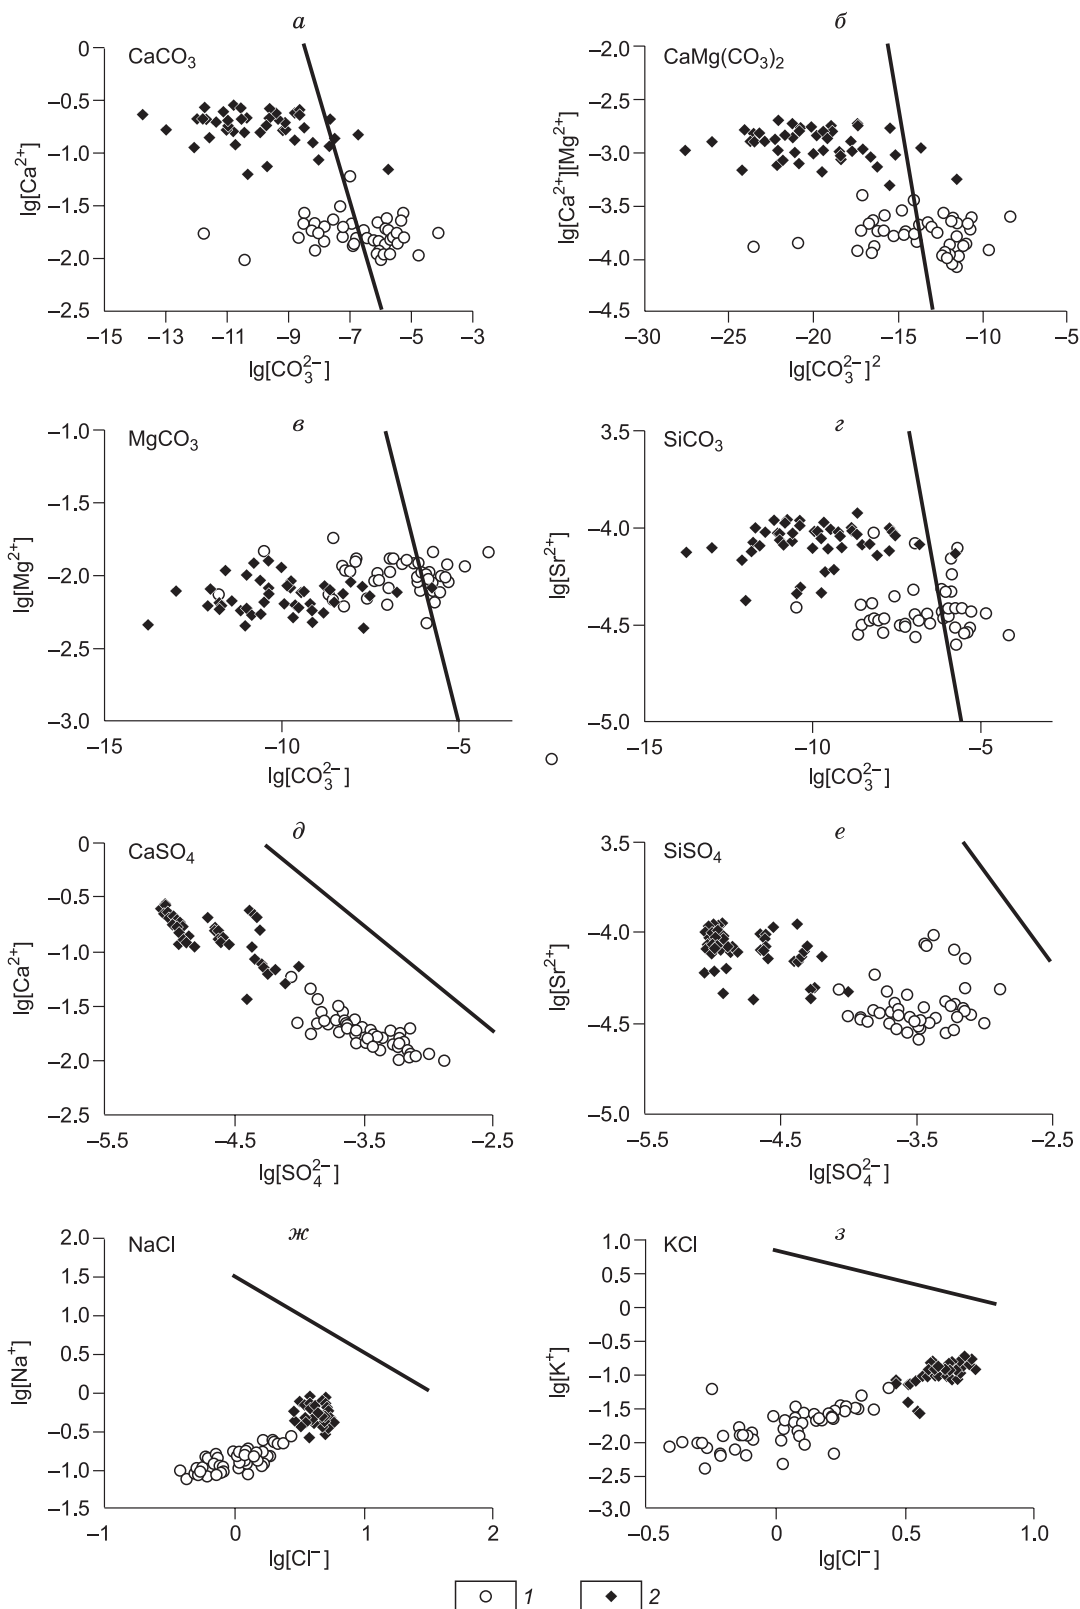 а
б
CaCO₃
CaMg(CO₃)₂
lg[Ca²⁺]
0
–0.5
–1.0
–1.5
–2.0
–2.5
–15
–13
–11
–9
–7
–5
–3
lg[CO₃²⁻]
lg[Ca²⁺][Mg²⁺]
–2.0
–2.5
–3.0
–3.5
–4.0
–4.5
–30
–25
–20
–15
–10
–5
lg[CO₃²⁻]²
в
г
MgCO₃
SiCO₃
lg[Mg²⁺]
–1.0
–1.5
–2.0
–2.5
–3.0
–15
–10
–5
lg[CO₃²⁻]
lg[Sr²⁺]
3.5
–4.0
–4.5
–5.0
–15
–10
–5
lg[CO₃²⁻]
д
е
CaSO₄
SiSO₄
lg[Ca²⁺]
0
–0.5
–1.0
–1.5
–2.0
–2.5
–5.5
–4.5
–3.5
–2.5
lg[SO₄²⁻]
lg[Sr²⁺]
3.5
–4.0
–4.5
–5.0
–5.5
–4.5
–3.5
–2.5
lg[SO₄²⁻]
ж
з
NaCl
KCl
lg[Na⁺]
2.0
1.5
1.0
0.5
0
–0.5
–1.0
–1.5
–1
0
1
2
lg[Cl⁻]
lg[K⁺]
1.0
0.5
0
–0.5
–1.0
–1.5
–2.0
–2.5
–3.0
–0.5
0
0.5
1.0
lg[Cl⁻]
1
2